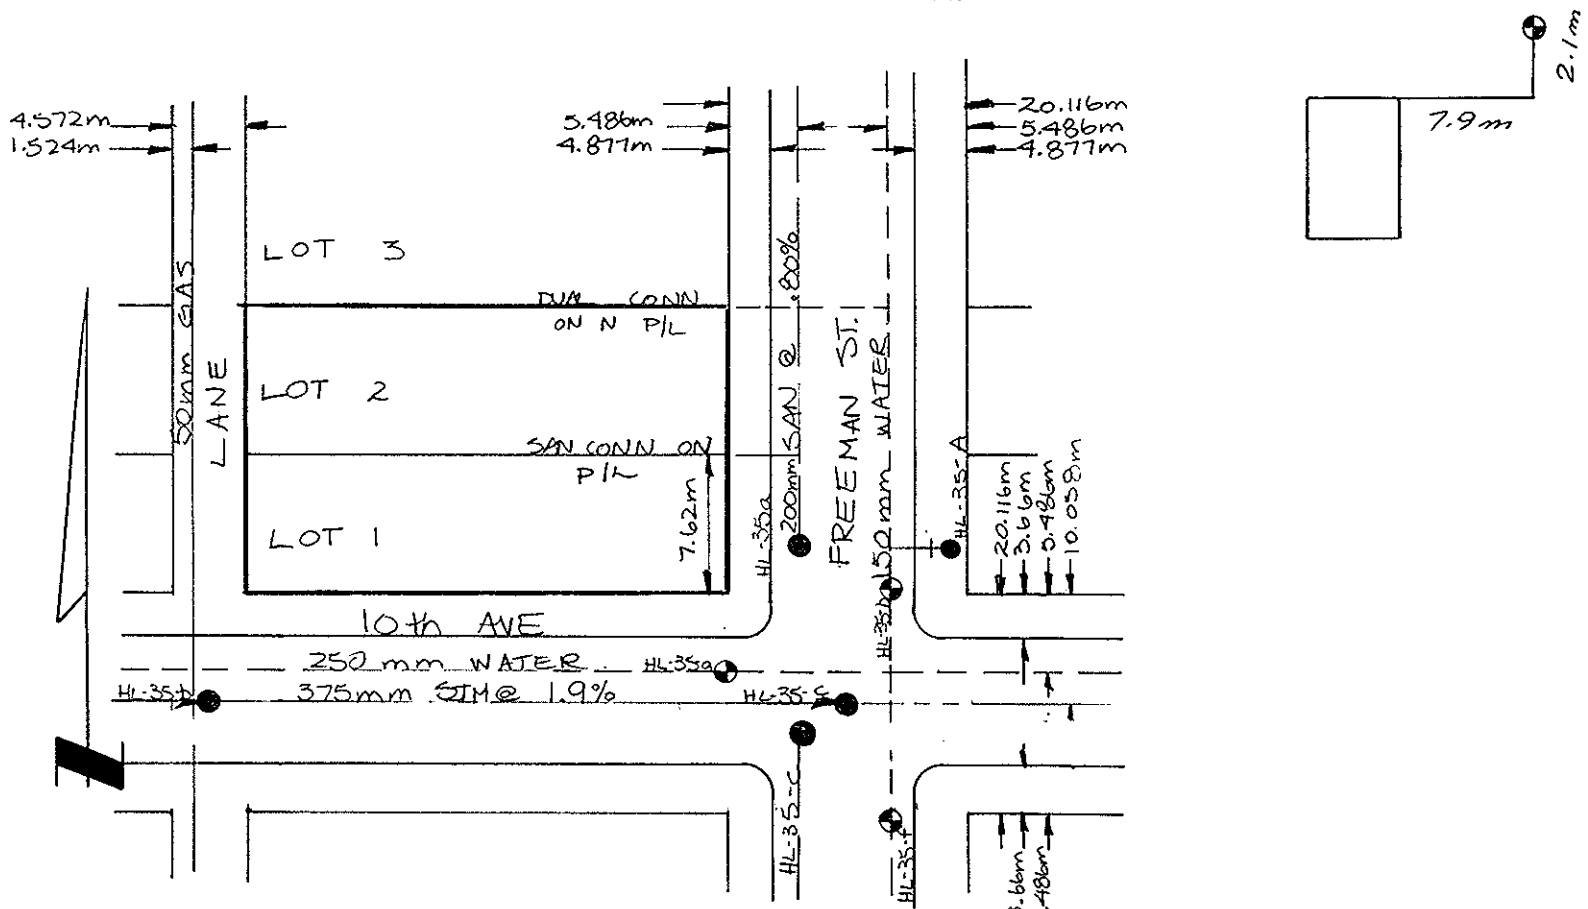 2.1m
7.9m
4.572m
1.524m
5.486m
4.877m
20.116m
5.486m
4.877m
LOT 3
50mm GAS
LANE
DUAL CONN
ON N P/L
LOT 2
SAN CONN ON
P/L
7.62m
LOT 1
200mm SAN @ .80%
HL-35a
FREEMAN ST.
150mm WATER
HL-35-A
20.116m
3.66m
5.486m
10.058m
10th AVE
250 mm WATER
HL-35a
HL-35b
375mm STM @ 1.9%
HL-35-C
HL-35-C